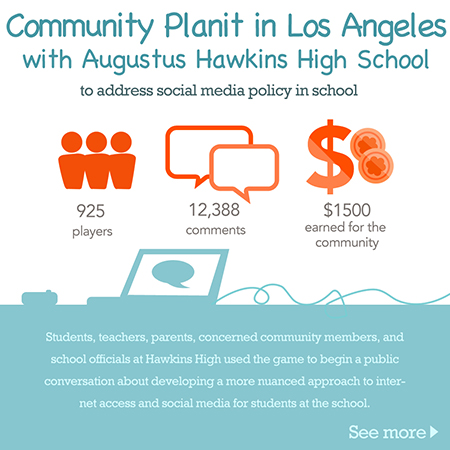 Community Planit in Los Angeles
with Augustus Hawkins High School
to address social media policy in school
925
players
12,388
comments
$1500
earned for the
community
Students, teachers, parents, concerned community members, and
school officials at Hawkins High used the game to begin a public
conversation about developing a more nuanced approach to inter-
net access and social media for students at the school.
See more